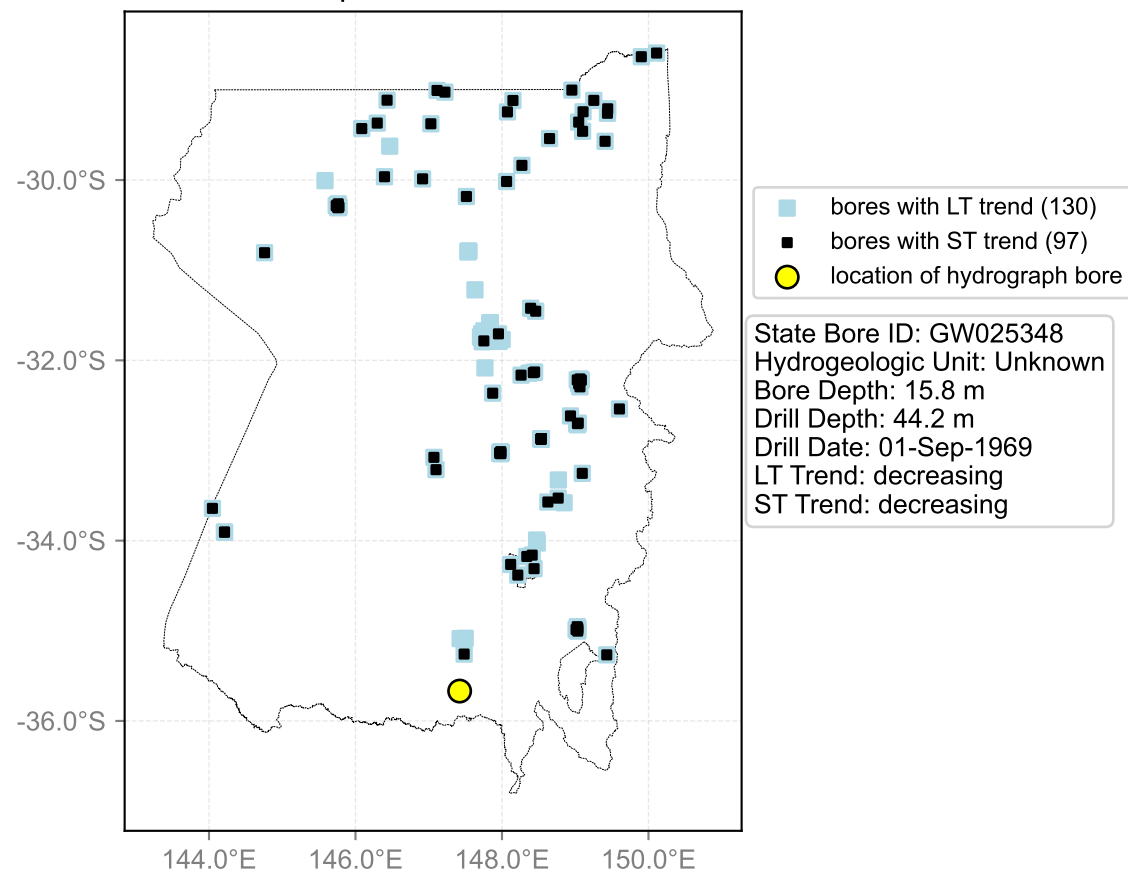 -30.0°S
-32.0°S
-34.0°S
-36.0°S
144.0°E
146.0°E
148.0°E
150.0°E
bores with LT trend (130)
bores with ST trend (97)
location of hydrograph bore
State Bore ID: GW025348
Hydrogeologic Unit: Unknown
Bore Depth: 15.8 m
Drill Depth: 44.2 m
Drill Date: 01-Sep-1969
LT Trend: decreasing
ST Trend: decreasing